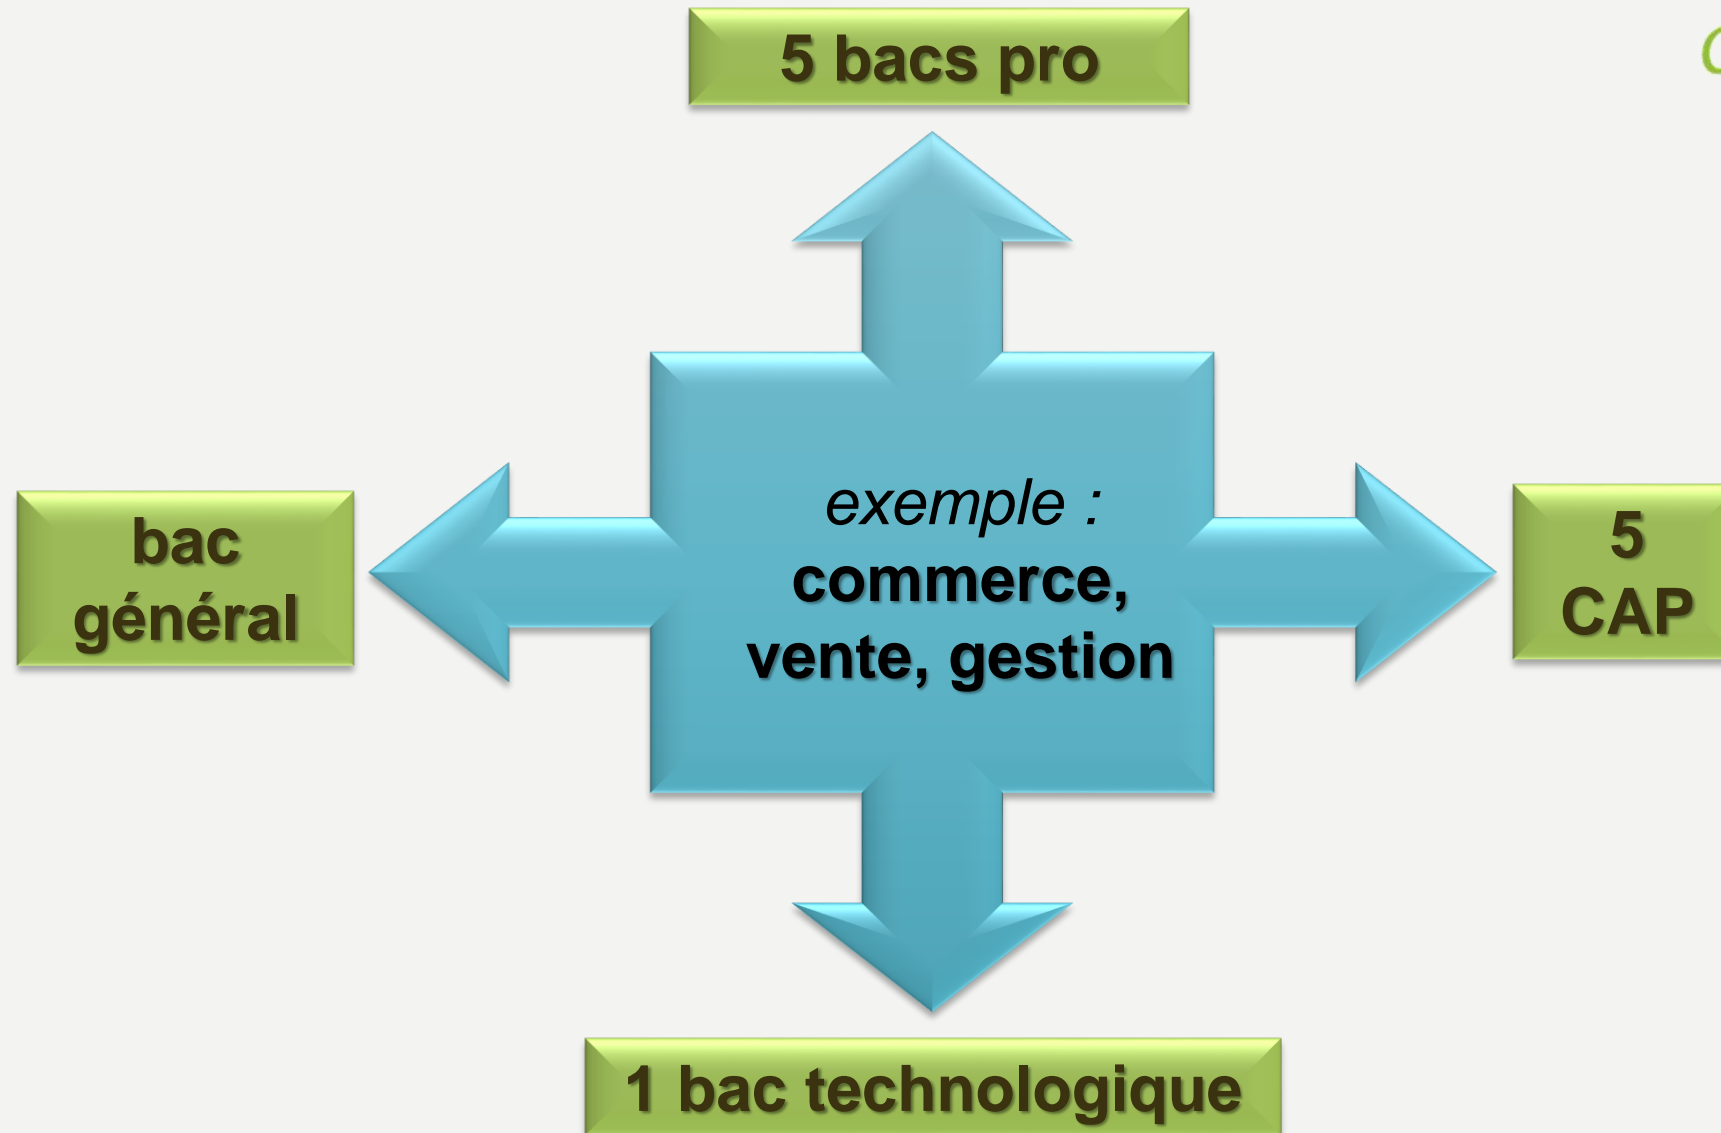 5 bacs pro
exemple :
commerce,
vente, gestion
bac
général
5
CAP
1 bac technologique